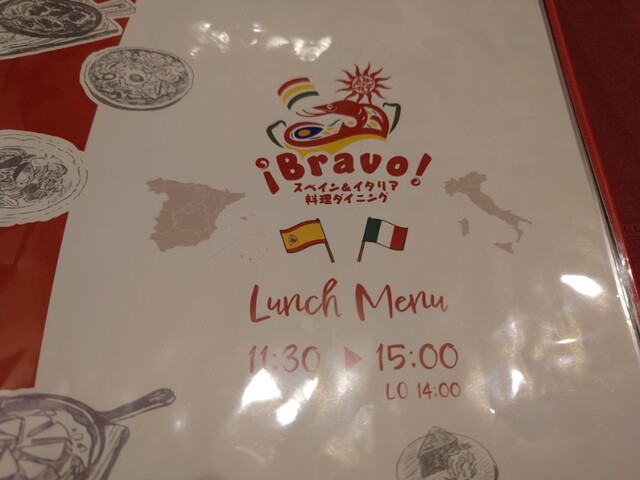 ¡Bravo!
スペイン&イタリア
料理ダイニング
Lunch Menu
11:30 ▶ 15:00
LO 14:00